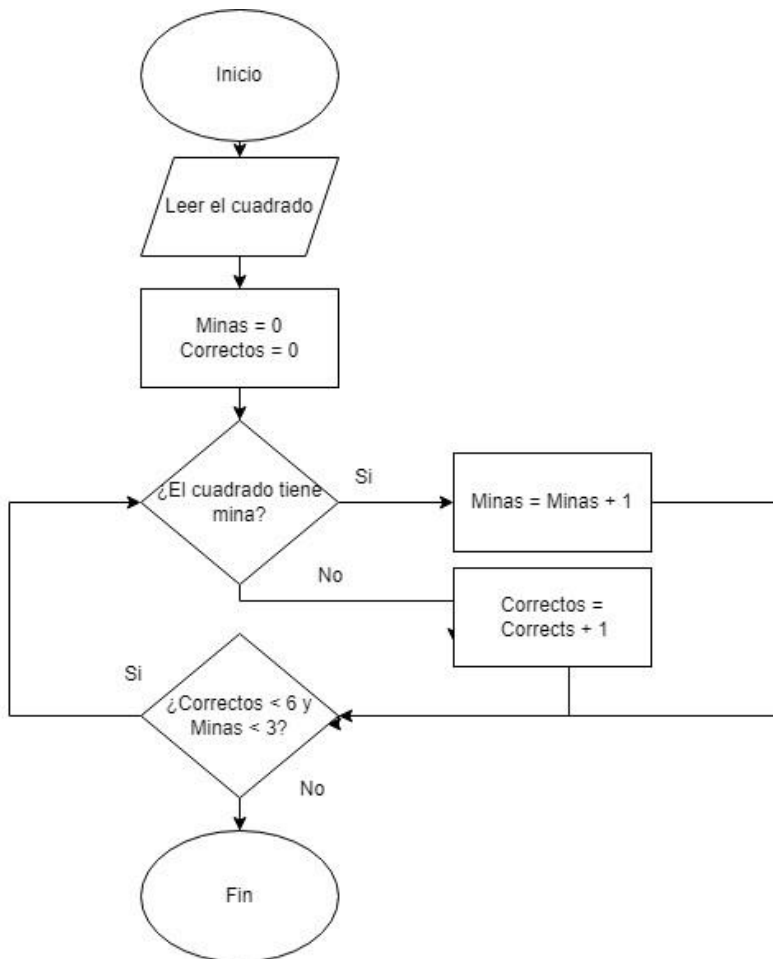 Inicio
Leer el cuadrado
Minas = 0
Correctos = 0
¿El cuadrado tiene
mina?
Si
Minas = Minas + 1
No
Correctos =
Corrects + 1
Si
¿Correctos < 6 y
Minas < 3?
No
Fin